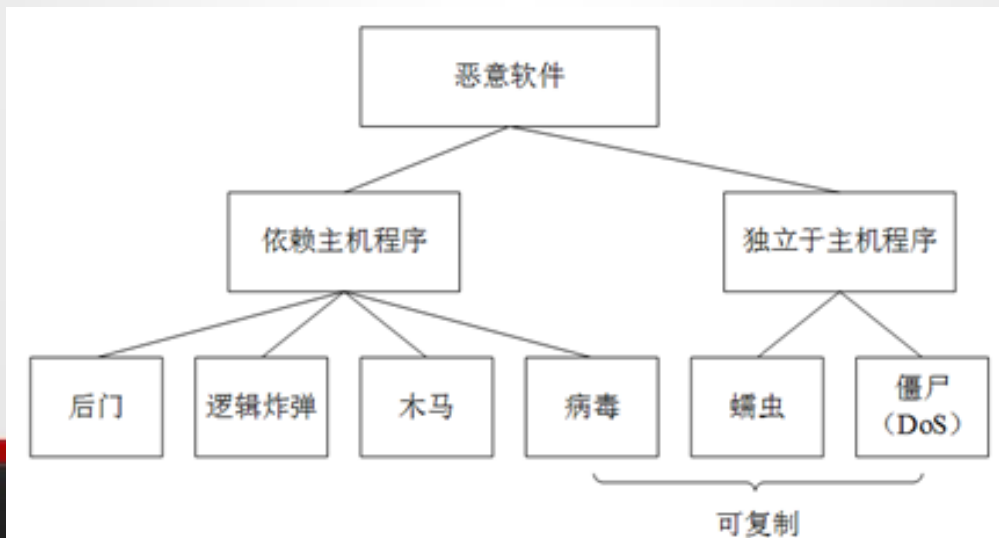 恶意软件
依赖主机程序
独立于主机程序
后门
逻辑炸弹
木马
病毒
蠕虫
僵尸
（DoS）
可复制